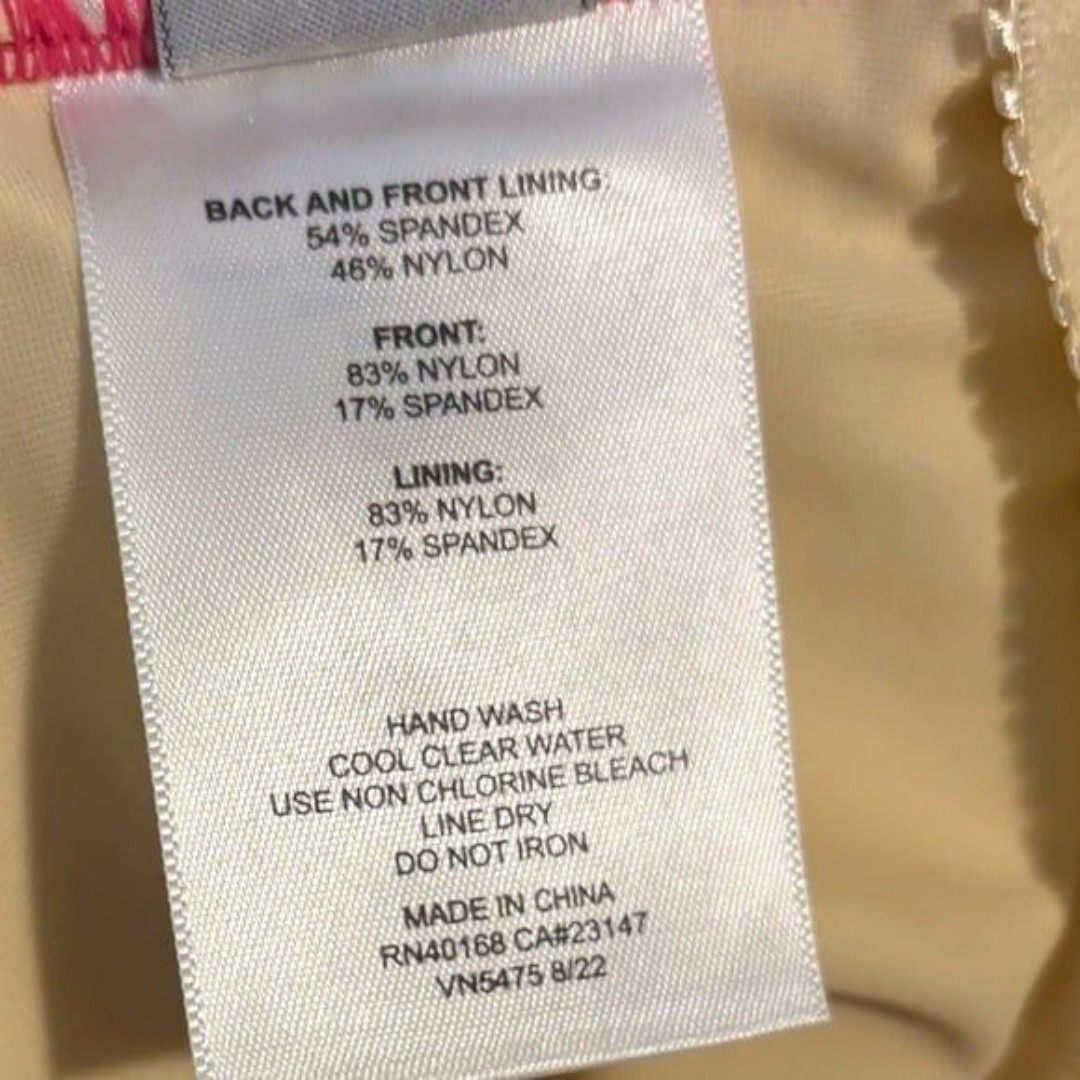 BACK AND FRONT LINING:
54% SPANDEX
46% NYLON
FRONT:
83% NYLON
17% SPANDEX
LINING:
83% NYLON
17% SPANDEX
HAND WASH
COOL CLEAR WATER
USE NON CHLORINE BLEACH
LINE DRY
DO NOT IRON
MADE IN CHINA
RN40168 CA#23147
VN5475 8/22